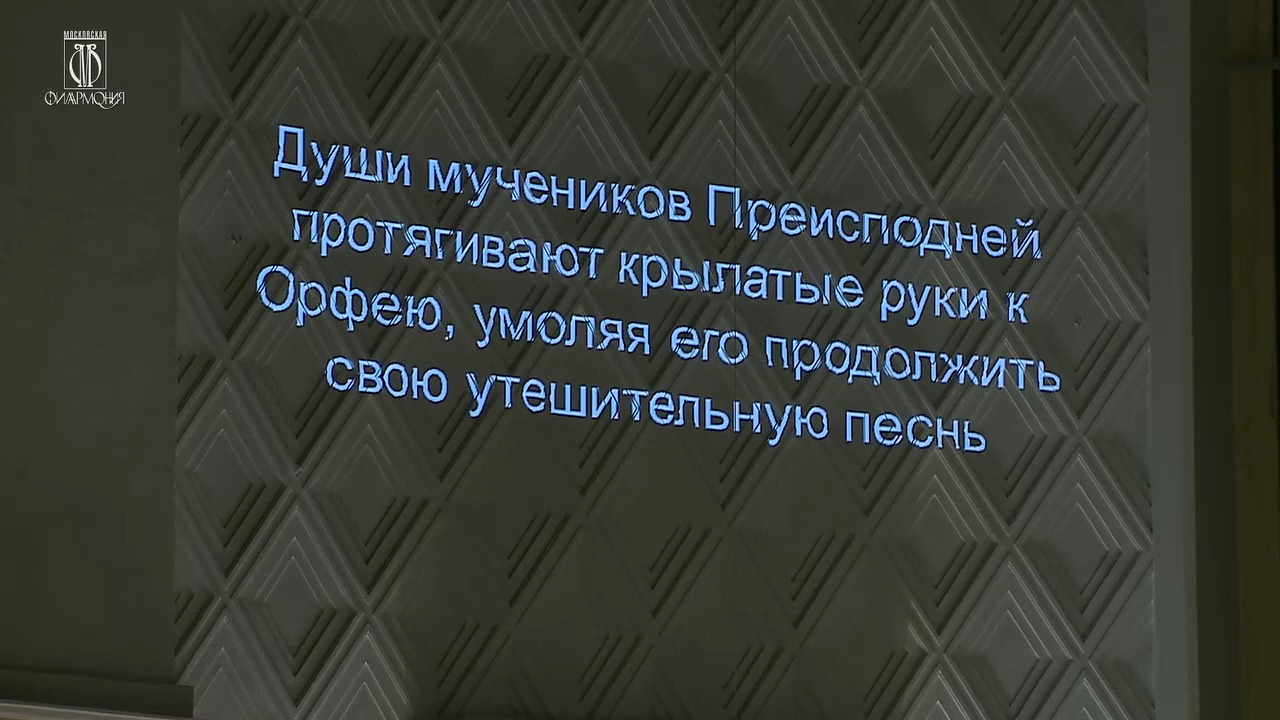 МОСКОВСКАЯ
ФИЛАРМОНИЯ
Души мучеников Преисподней
протягивают крылатые руки к
Орфею, умоляя его продолжить
свою утешительную песнь